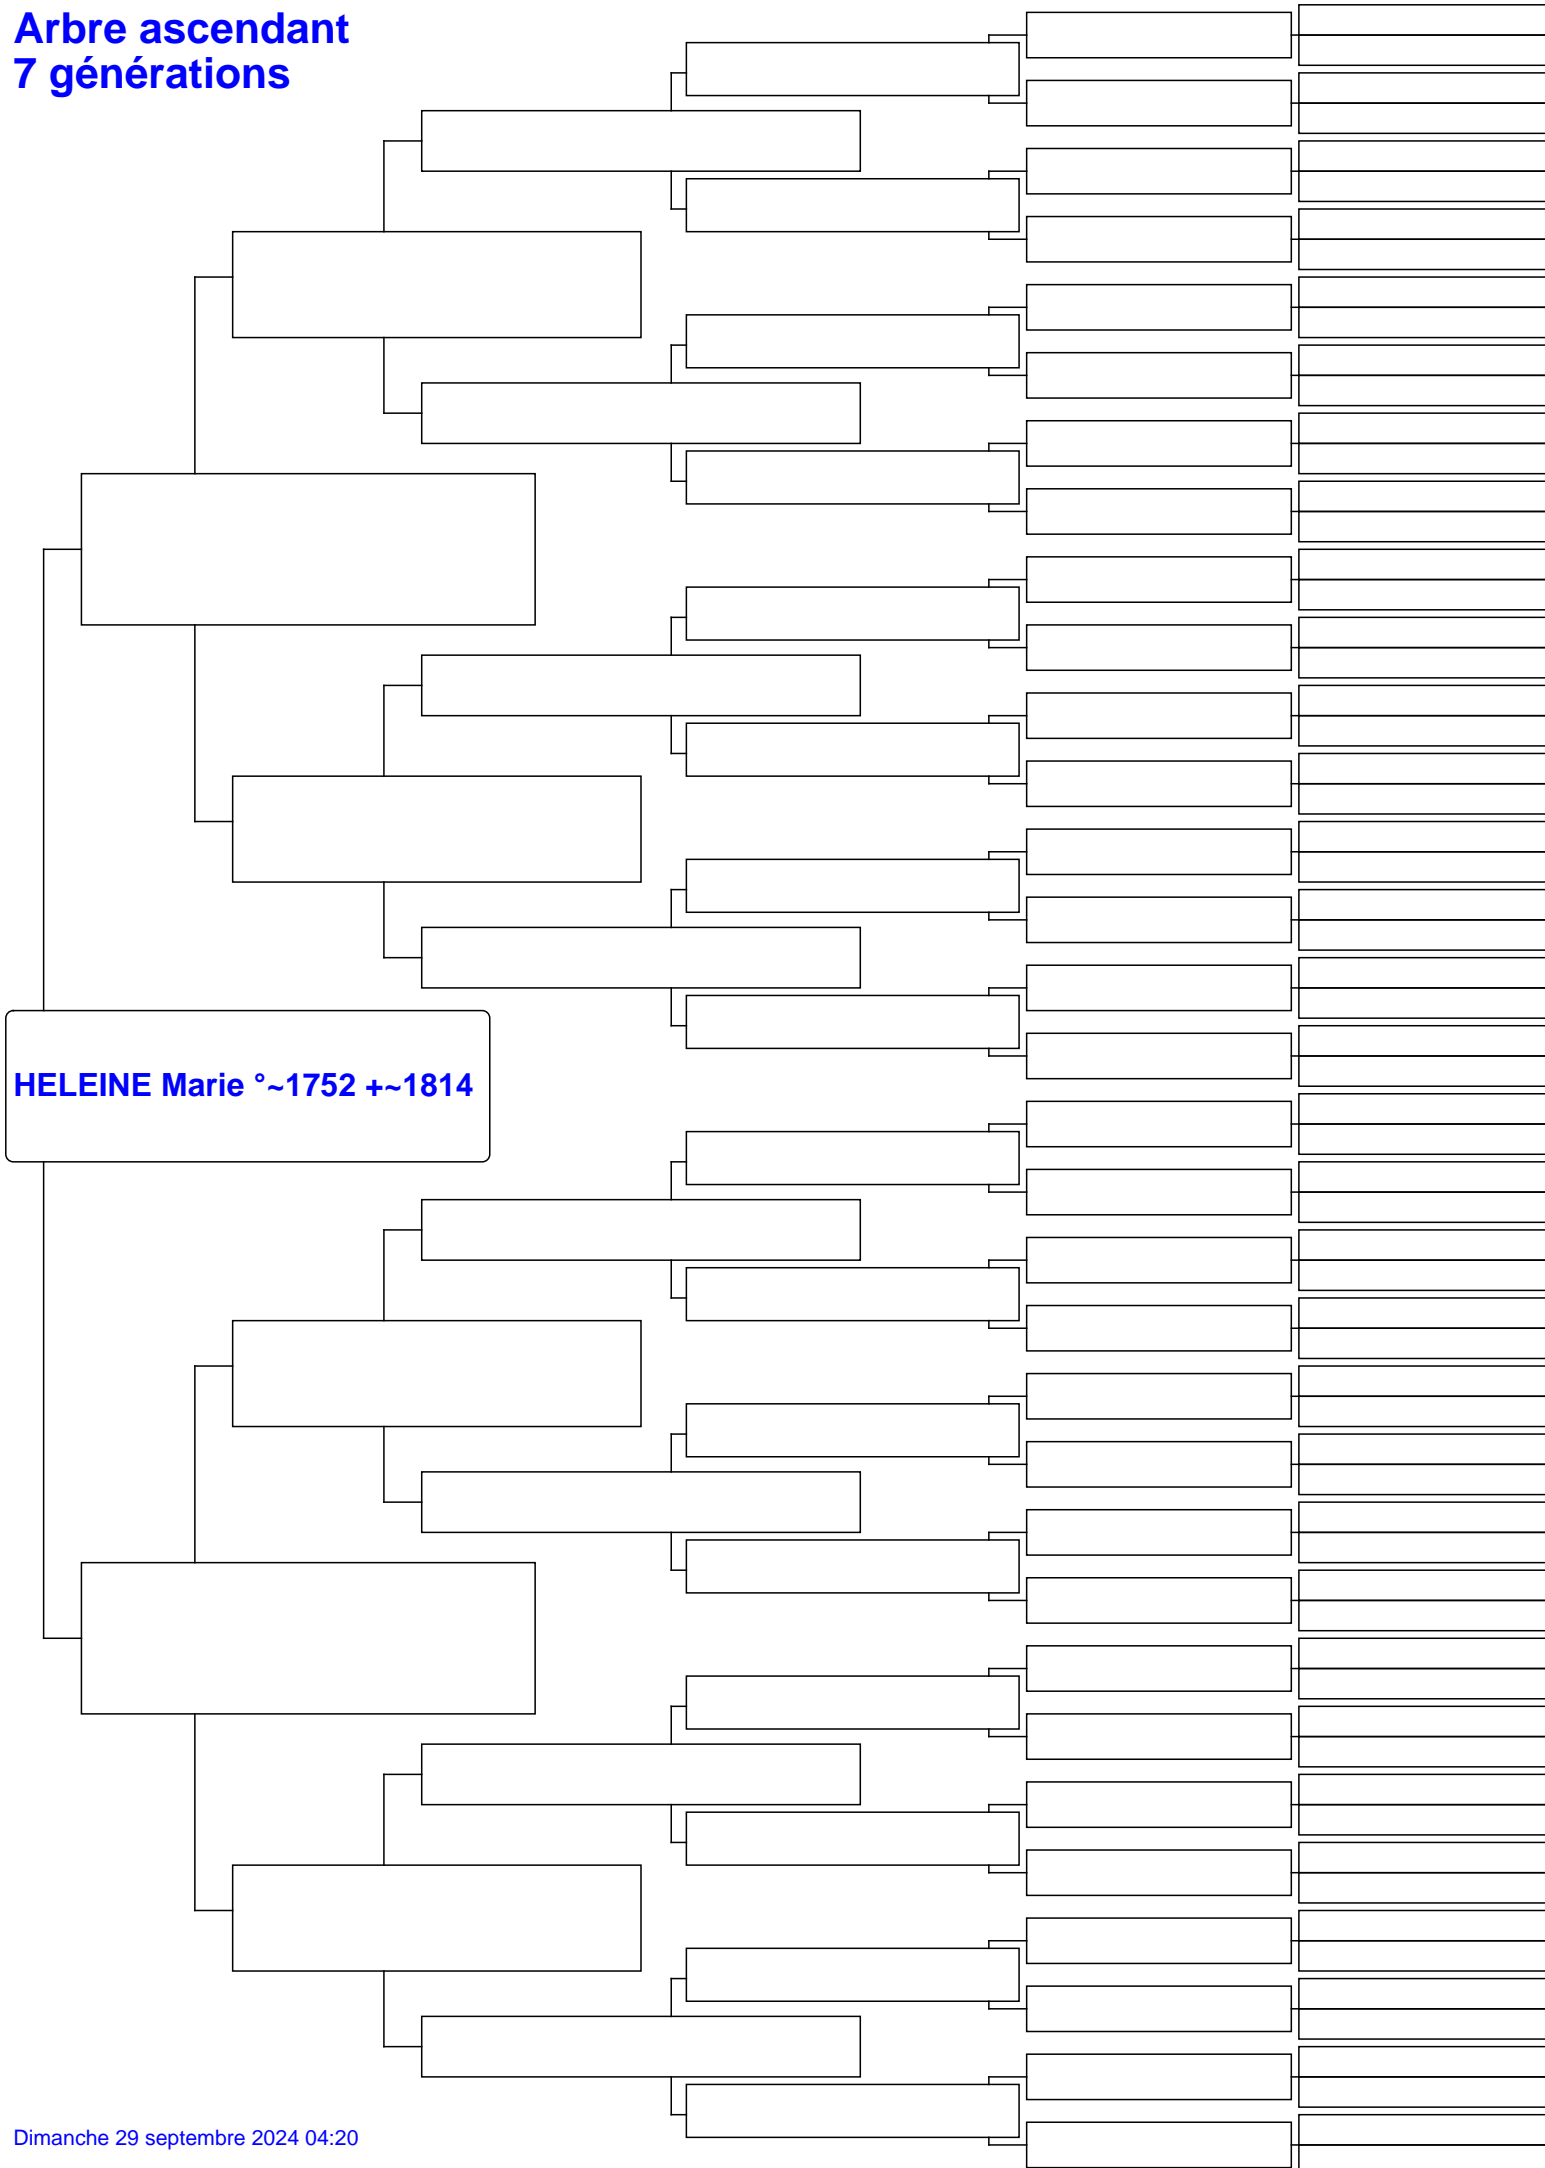 Arbre ascendant
7 générations
HELEINE Marie °~1752 +~1814
Dimanche 29 septembre 2024 04:20